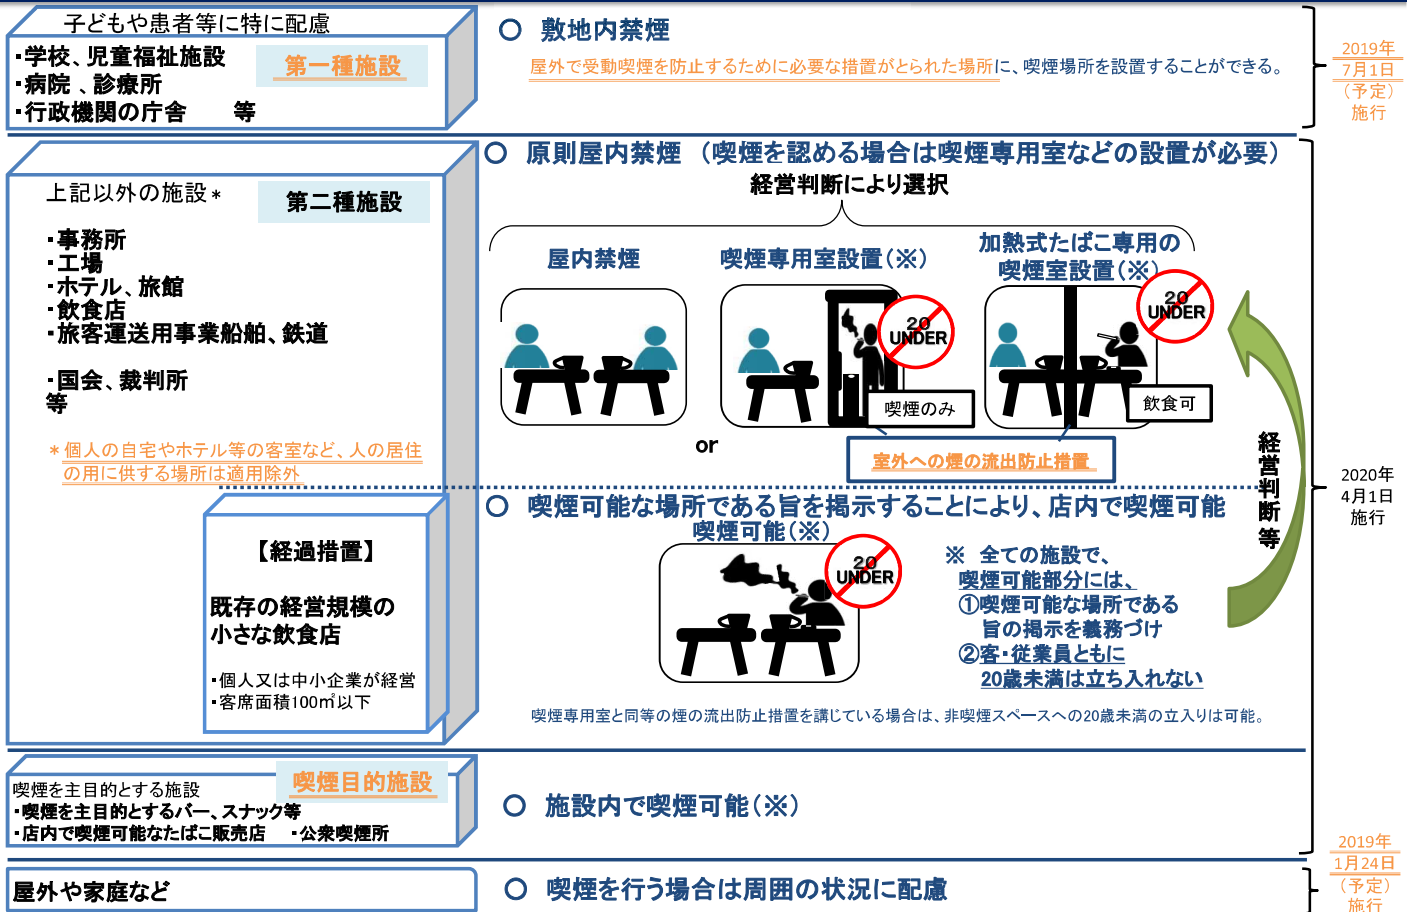 子どもや患者等に特に配慮
・学校、児童福祉施設
・病院、診療所
・行政機関の庁舎　等
第一種施設
○ 敷地内禁煙
屋外で受動喫煙を防止するために必要な措置がとられた場所に、喫煙場所を設置することができる。
2019年
7月1日
(予定)
施行
上記以外の施設*
第二種施設
・事務所
・工場
・ホテル、旅館
・飲食店
・旅客運送用事業船舶、鉄道
・国会、裁判所
等
*個人の自宅やホテル等の客室など、人の居住
の用に供する場所は適用除外
○ 原則屋内禁煙 (喫煙を認める場合は喫煙専用室などの設置が必要)
経営判断により選択
屋内禁煙
喫煙専用室設置(※)
加熱式たばこ専用の
喫煙室設置(※)
20
UNDER
20
UNDER
喫煙のみ
飲食可
or
室外への煙の流出防止措置
経営判断等
2020年
4月1日
施行
【経過措置】
既存の経営規模の
小さな飲食店
・個人又は中小企業が経営
・客席面積100㎡以下
○ 喫煙可能な場所である旨を掲示することにより、店内で喫煙可能
喫煙可能(※)
20
UNDER
※ 全ての施設で、
喫煙可能部分には、
①喫煙可能な場所である
旨の掲示を義務づけ
②客・従業員ともに
20歳未満は立ち入れない
喫煙専用室と同等の煙の流出防止措置を講じている場合は、非喫煙スペースへの20歳未満の立入りは可能。
喫煙目的施設
喫煙を主目的とする施設
・喫煙を主目的とするバー、スナック等
・店内で喫煙可能なたばこ販売店　・公衆喫煙所
○ 施設内で喫煙可能(※)
屋外や家庭など
○ 喫煙を行う場合は周囲の状況に配慮
2019年
1月24日
(予定)
施行